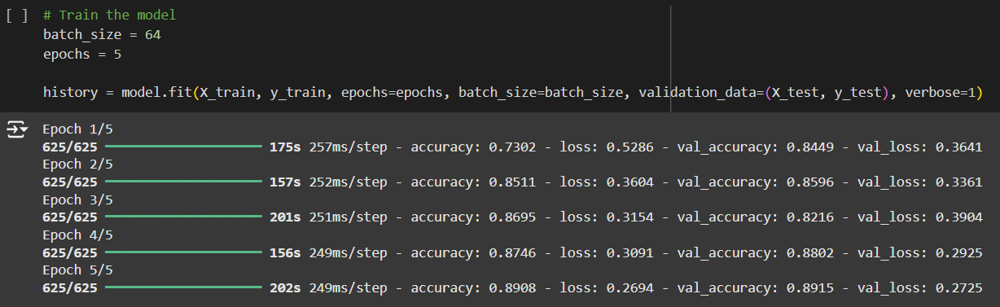 [ ] # Train the model
batch_size = 64
epochs = 5
history = model.fit(X_train, y_train, epochs=epochs, batch_size=batch_size, validation_data=(X_test, y_test), verbose=1)
Epoch 1/5
625/625 ━━━━━━━━━━━━━━━━━━━━ 175s 257ms/step - accuracy: 0.7302 - loss: 0.5286 - val_accuracy: 0.8449 - val_loss: 0.3641
Epoch 2/5
625/625 ━━━━━━━━━━━━━━━━━━━━ 157s 252ms/step - accuracy: 0.8511 - loss: 0.3604 - val_accuracy: 0.8596 - val_loss: 0.3361
Epoch 3/5
625/625 ━━━━━━━━━━━━━━━━━━━━ 201s 251ms/step - accuracy: 0.8695 - loss: 0.3154 - val_accuracy: 0.8216 - val_loss: 0.3904
Epoch 4/5
625/625 ━━━━━━━━━━━━━━━━━━━━ 156s 249ms/step - accuracy: 0.8746 - loss: 0.3091 - val_accuracy: 0.8802 - val_loss: 0.2925
Epoch 5/5
625/625 ━━━━━━━━━━━━━━━━━━━━ 202s 249ms/step - accuracy: 0.8908 - loss: 0.2694 - val_accuracy: 0.8915 - val_loss: 0.2725